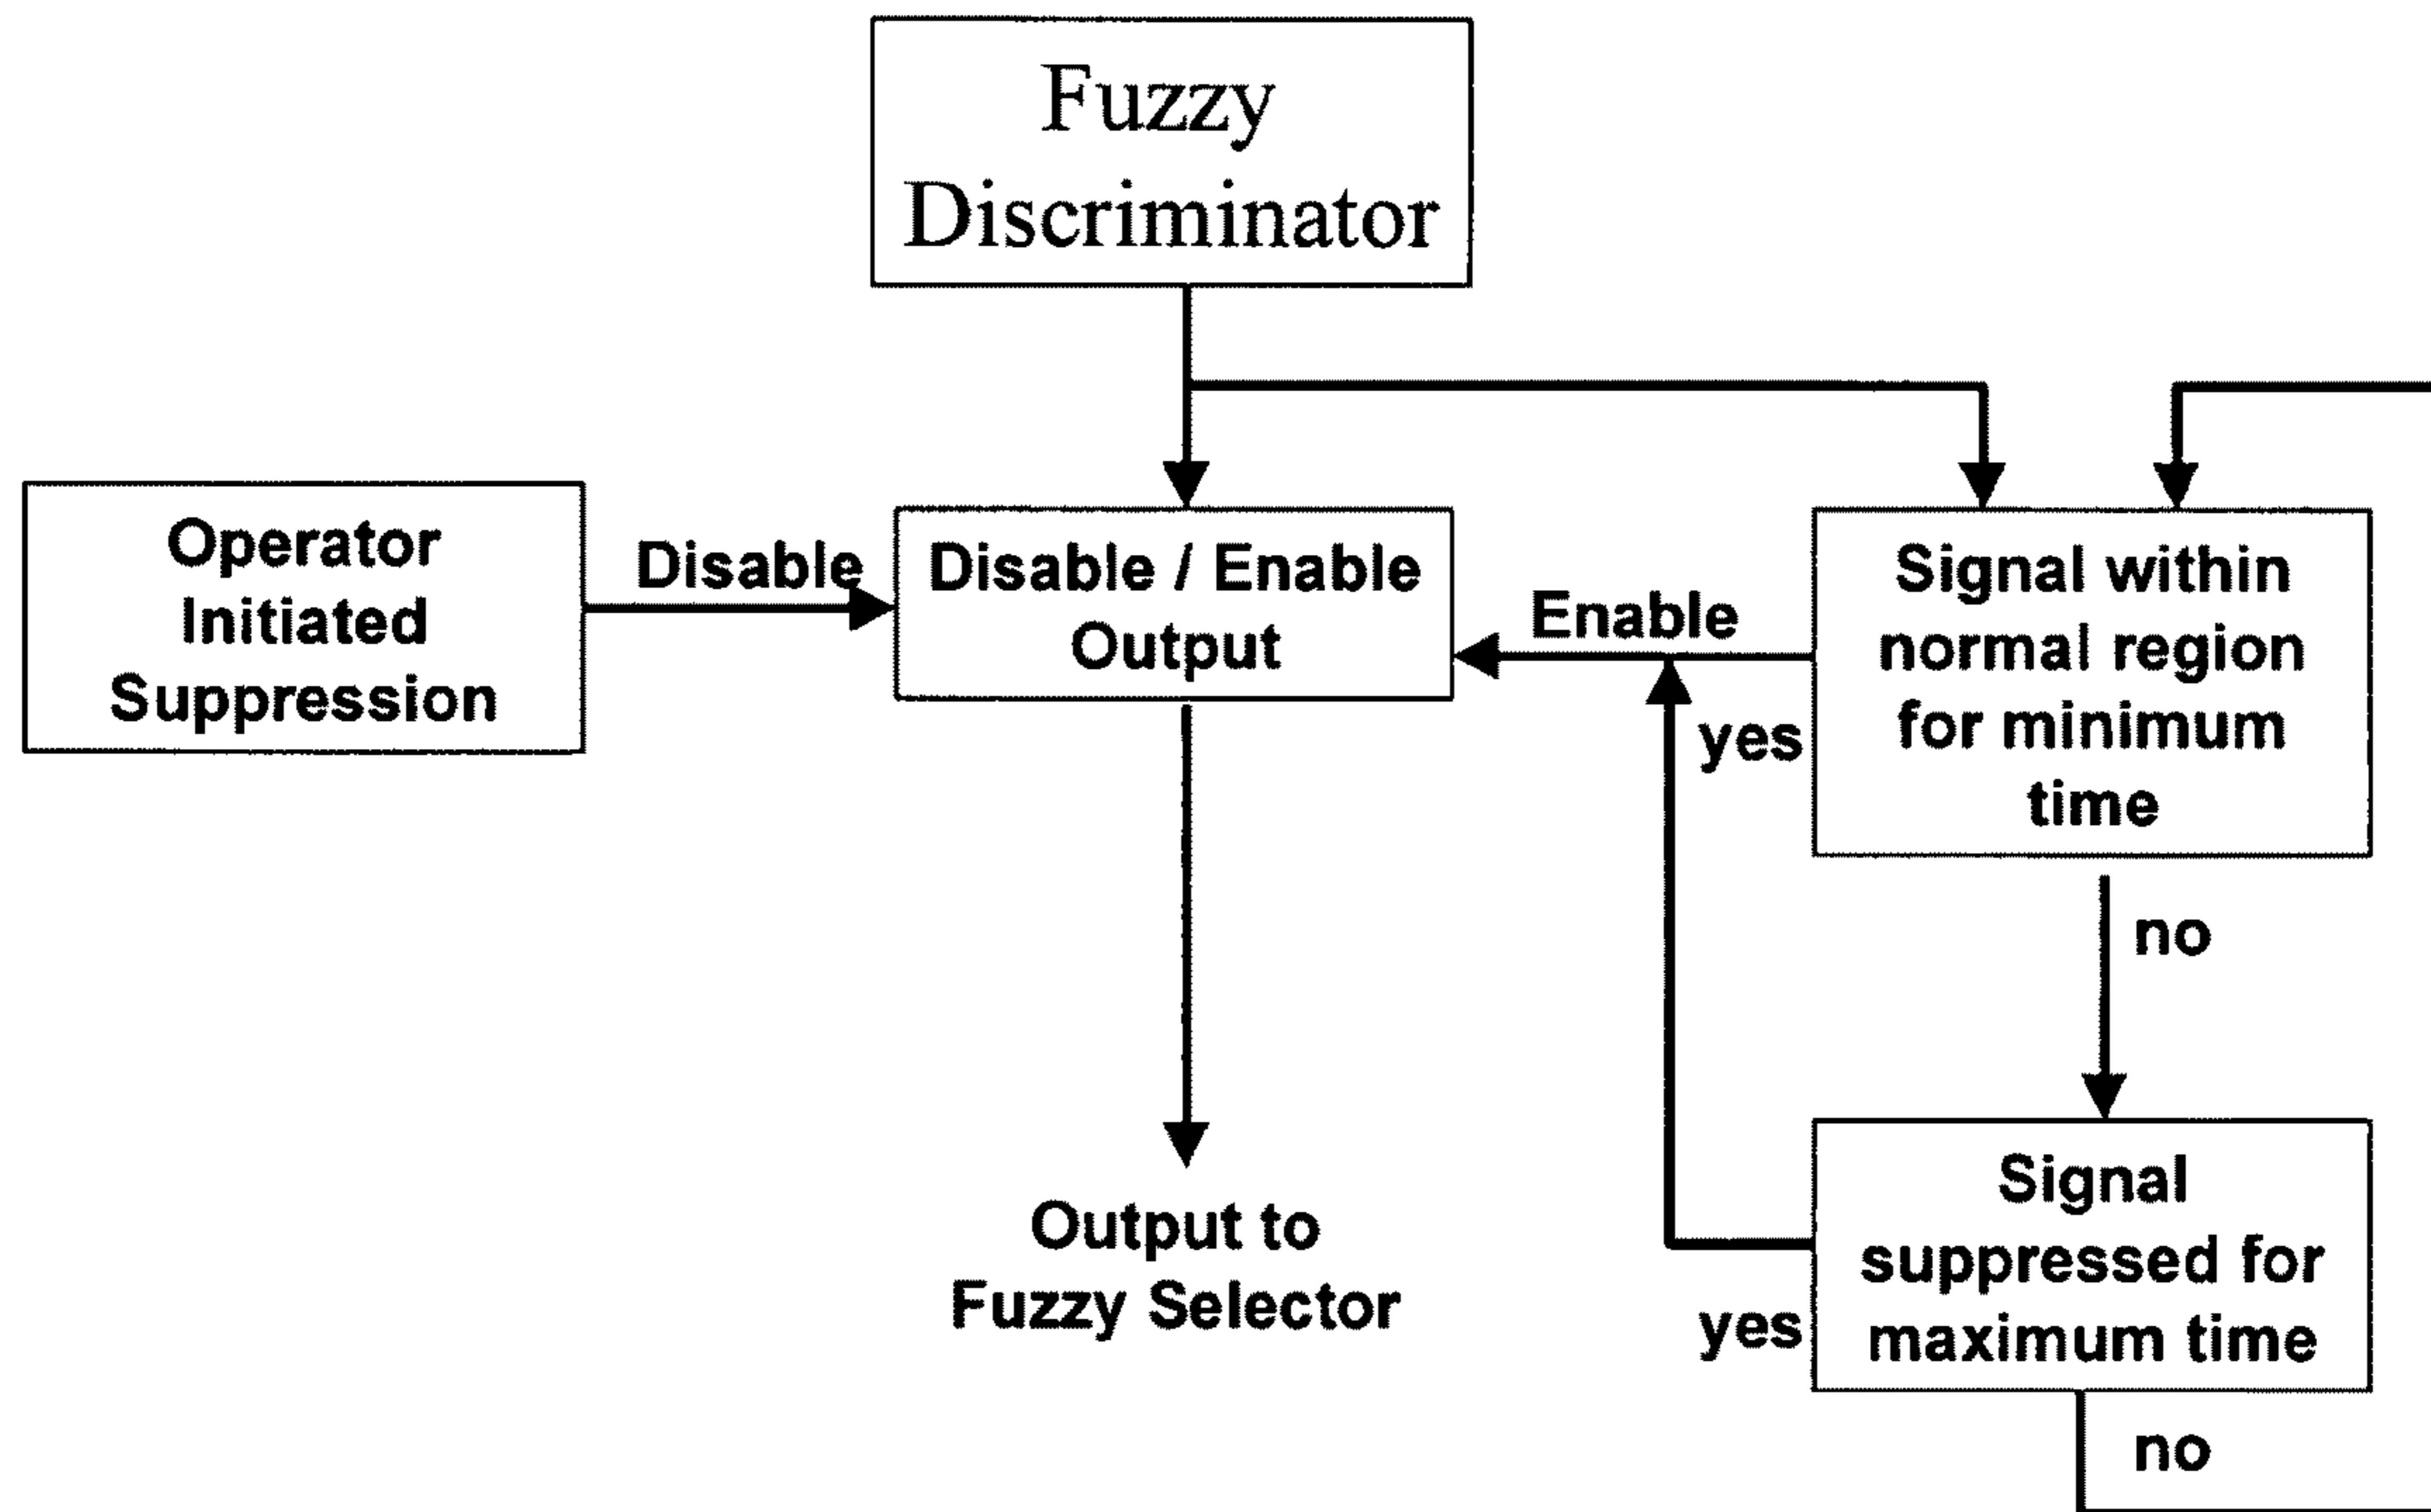 Fuzzy
Discriminator
Operator
Initiated
Suppression
Disable
Disable / Enable
Output
Enable
Signal within
normal region
for minimum
time
yes
no
Output to
Fuzzy Selector
Signal
suppressed for
maximum time
yes
no